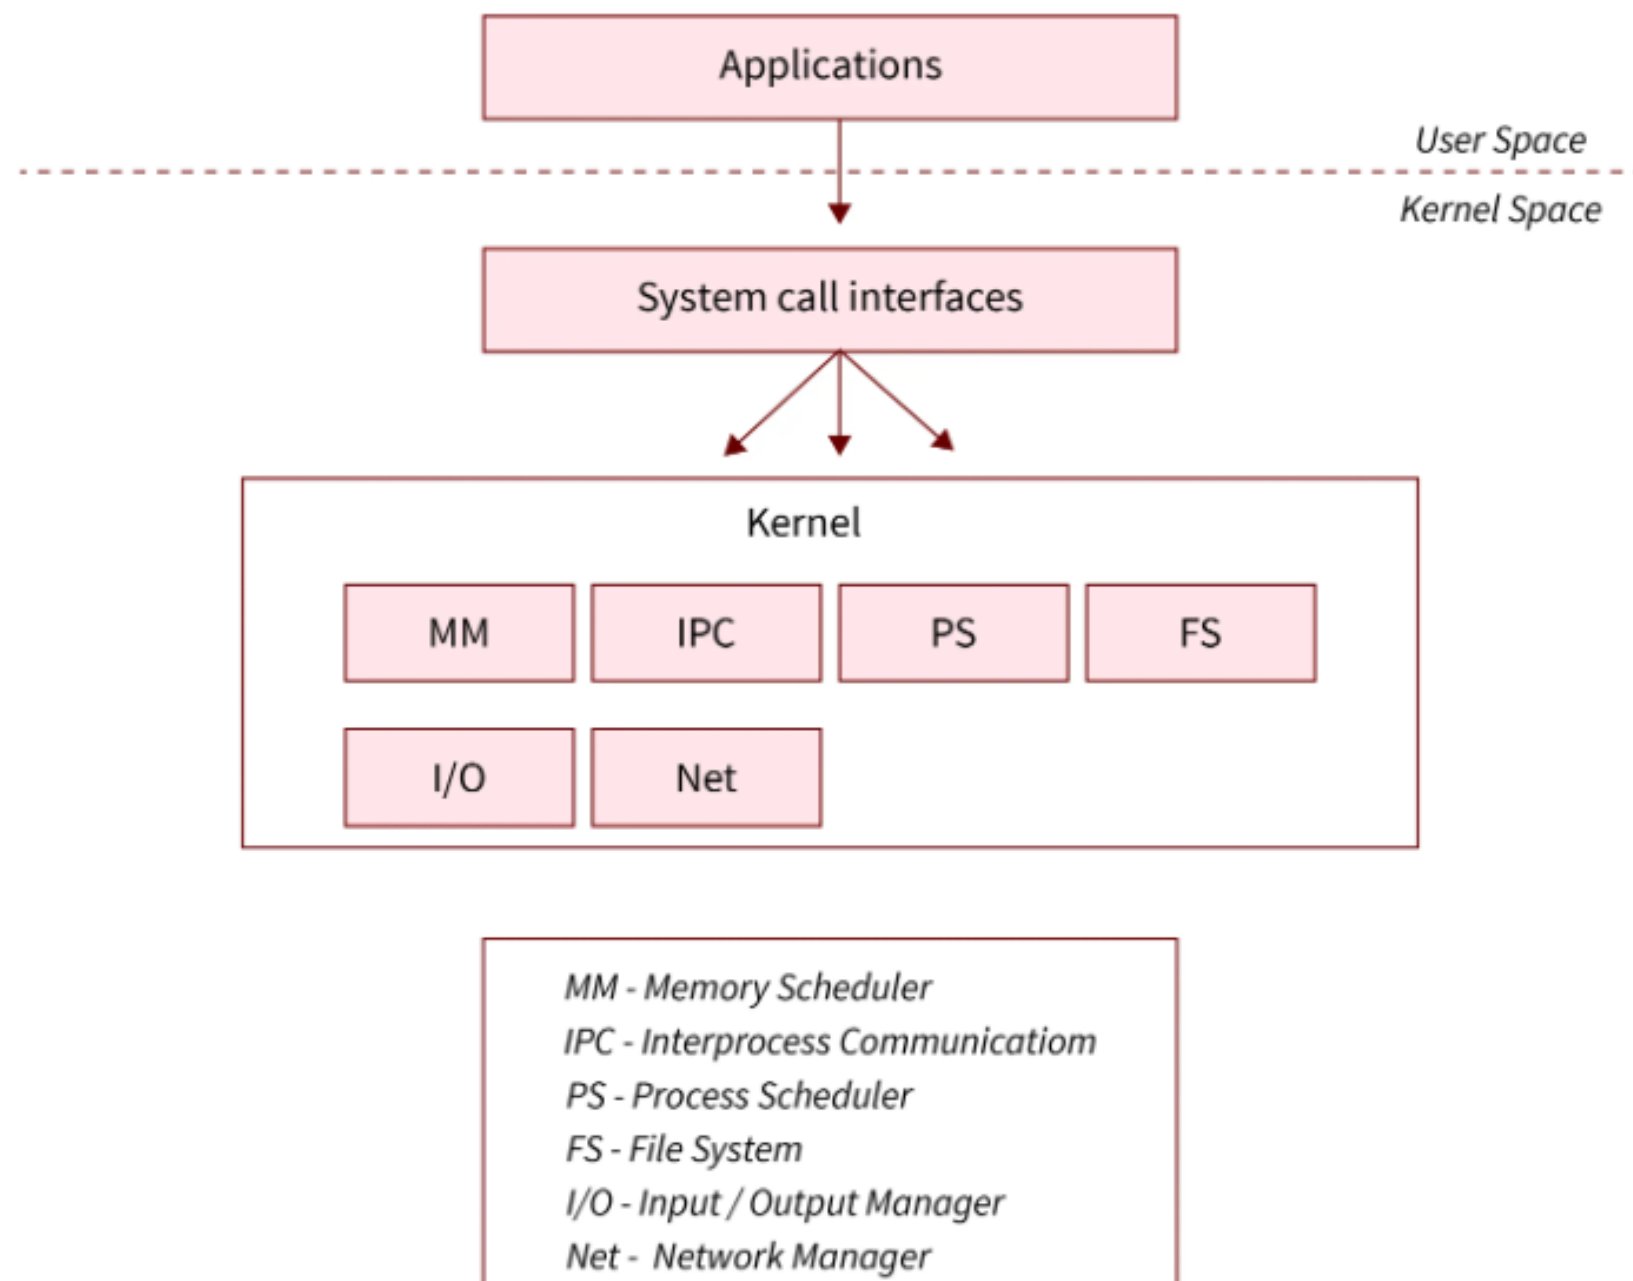 Applications
User Space
Kernel Space
System call interfaces
Kernel
MM
IPC
PS
FS
I/O
Net
MM - Memory Scheduler
IPC - Interprocess Communicatiom
PS - Process Scheduler
FS - File System
I/O - Input / Output Manager
Net - Network Manager